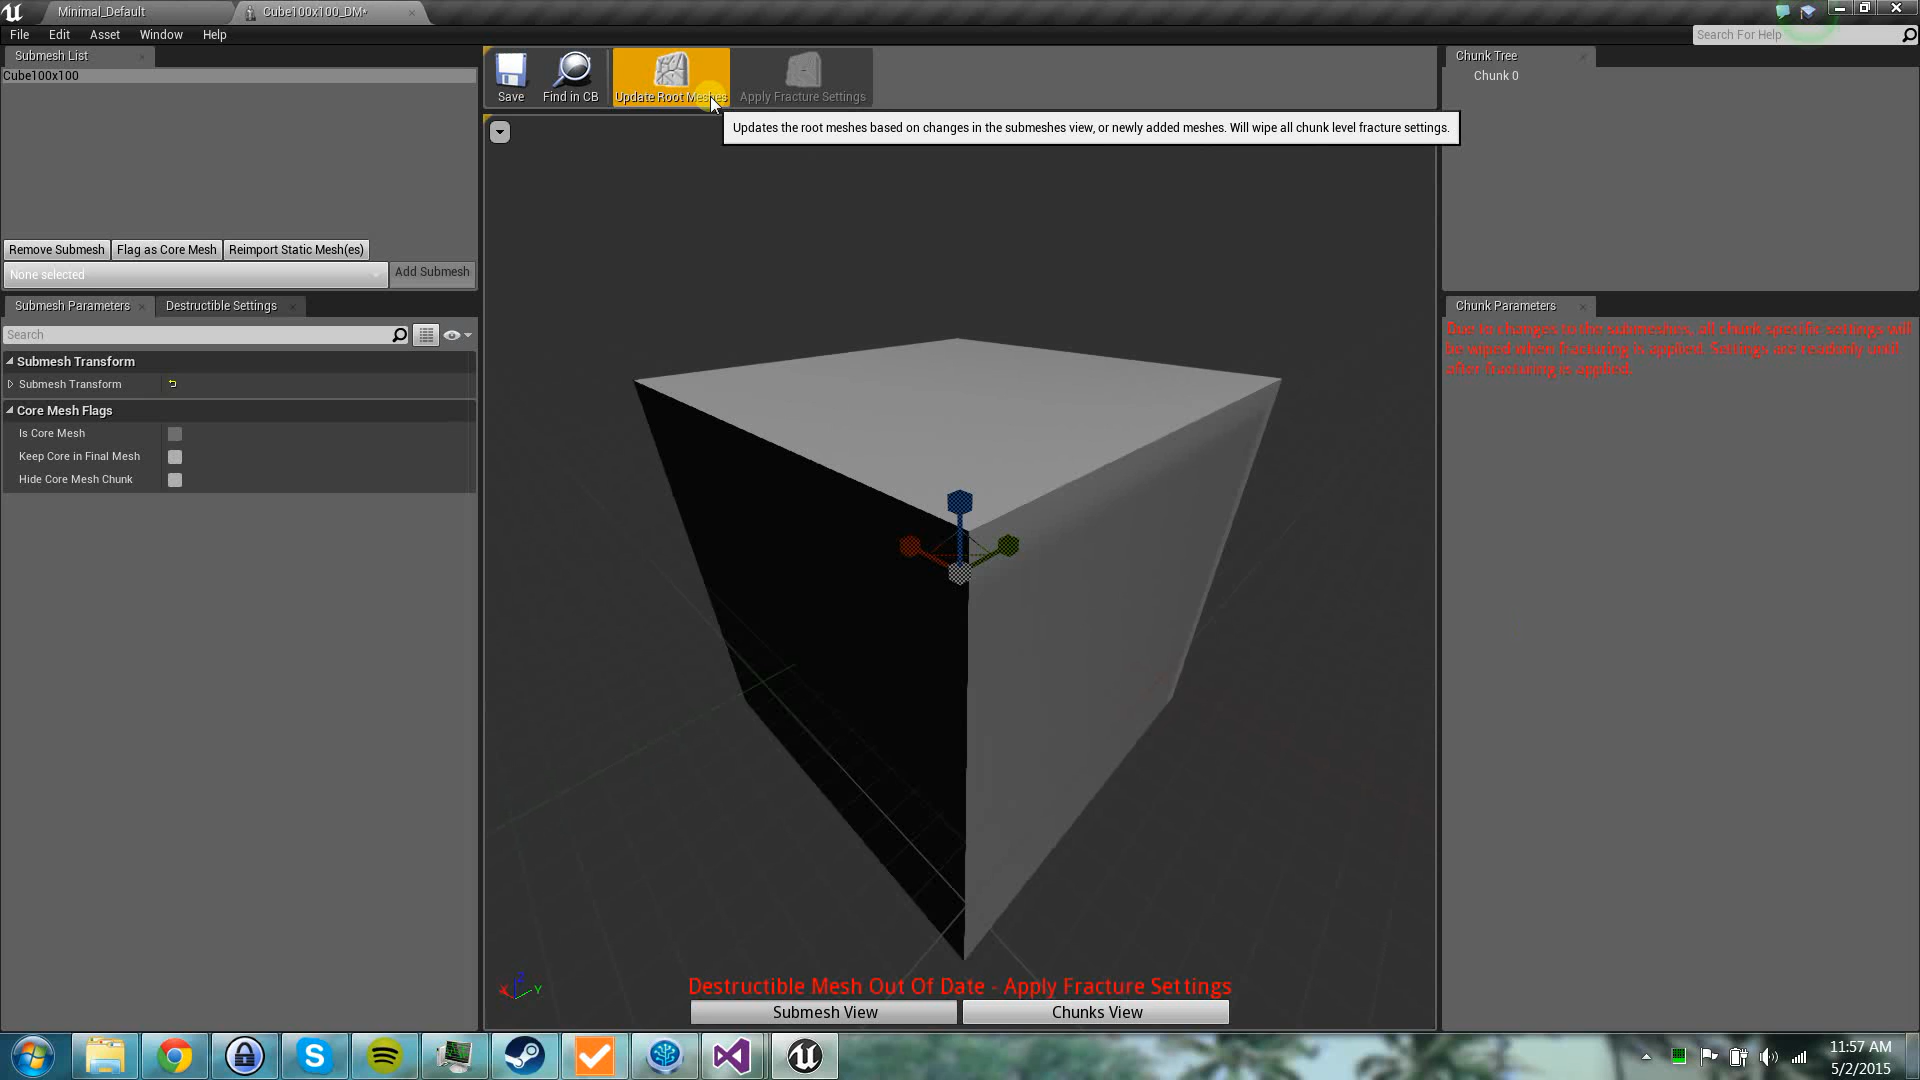 Minimal_Default
Cube100x100_DM*
File Edit Asset Window Help
Search For Help
Submesh List
Cube100x100
Save
Find in CB
Update Root Meshes
Apply Fracture Settings
Updates the root meshes based on changes in the submeshes view, or newly added meshes. Will wipe all chunk level fracture settings.
Chunk Tree
Chunk 0
Remove Submesh
Flag as Core Mesh
Reimport Static Mesh(es)
None selected
Add Submesh
Submesh Parameters
Destructible Settings
Search
Submesh Transform
Submesh Transform
Core Mesh Flags
Is Core Mesh
Keep Core in Final Mesh
Hide Core Mesh Chunk
Chunk Parameters
Due to changes to the submeshes, all chunk specific settings will
be wiped when fracturing is applied. Settings are readonly until
after fracturing is applied.
X Z Y
Destructible Mesh Out Of Date - Apply Fracture Settings
Submesh View
Chunks View
11:57 AM
5/2/2015